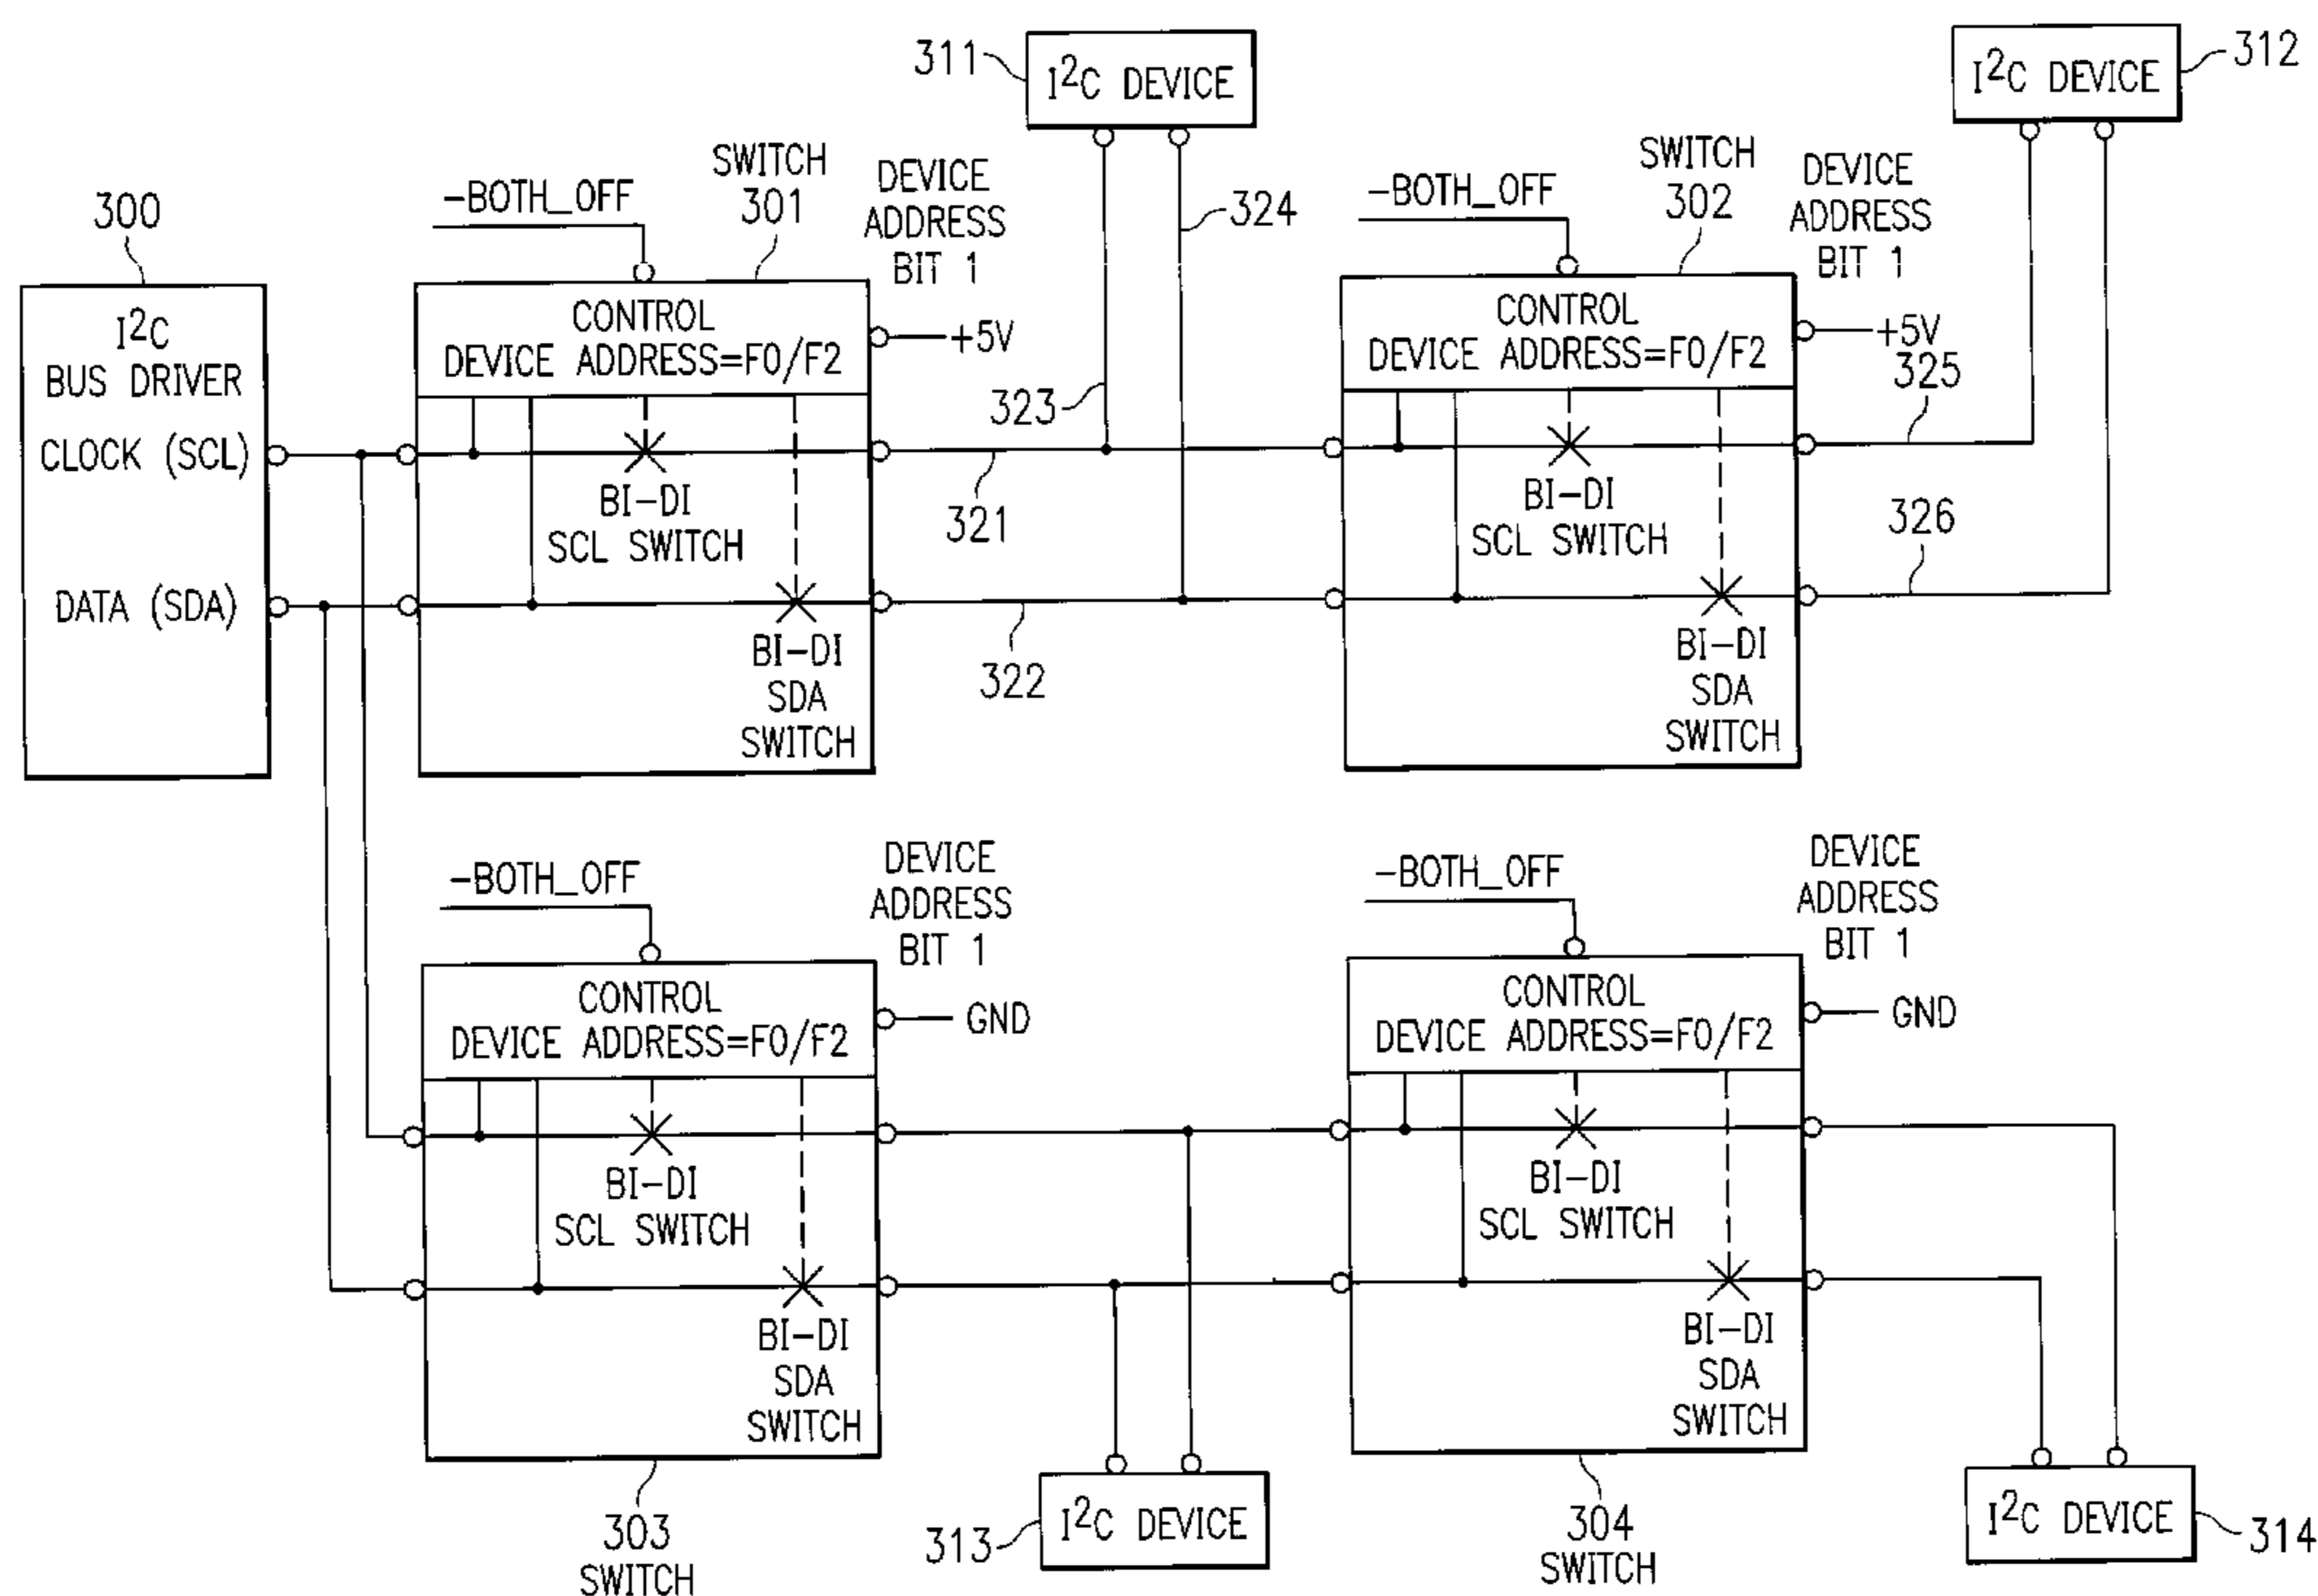 311
I²C DEVICE
I²C DEVICE
312
300
-BOTH_OFF
SWITCH
301
DEVICE
ADDRESS
BIT 1
324
-BOTH_OFF
SWITCH
302
DEVICE
ADDRESS
BIT 1
I²C
BUS DRIVER
CLOCK (SCL)
DATA (SDA)
CONTROL
DEVICE ADDRESS=F0/F2
+5V
BI-DI
SCL SWITCH
BI-DI
SDA
SWITCH
323
321
322
CONTROL
DEVICE ADDRESS=F0/F2
+5V
325
BI-DI
SCL SWITCH
326
BI-DI
SDA
SWITCH
-BOTH_OFF
DEVICE
ADDRESS
BIT 1
-BOTH_OFF
DEVICE
ADDRESS
BIT 1
CONTROL
DEVICE ADDRESS=F0/F2
GND
BI-DI
SCL SWITCH
BI-DI
SDA
SWITCH
CONTROL
DEVICE ADDRESS=F0/F2
GND
BI-DI
SCL SWITCH
BI-DI
SDA
SWITCH
303
SWITCH
313
I²C DEVICE
304
SWITCH
I²C DEVICE
314